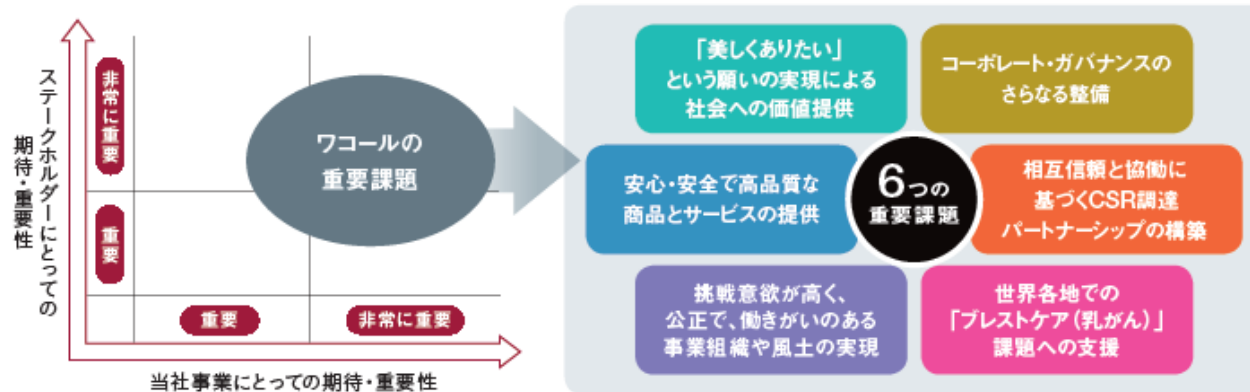 ステークホルダーにとっての
期待・重要性
非常に重要
重要
ワコールの
重要課題
重要
非常に重要
当社事業にとっての期待・重要性
「美しくありたい」
という願いの実現による
社会への価値提供
コーポレート・ガバナンスの
さらなる整備
安心・安全で高品質な
商品とサービスの提供
6つの
重要課題
相互信頼と協働に
基づくCSR調達
パートナーシップの構築
挑戦意欲が高く、
公正で、働きがいのある
事業組織や風土の実現
世界各地での
「ブレストケア（乳がん）」
課題への支援